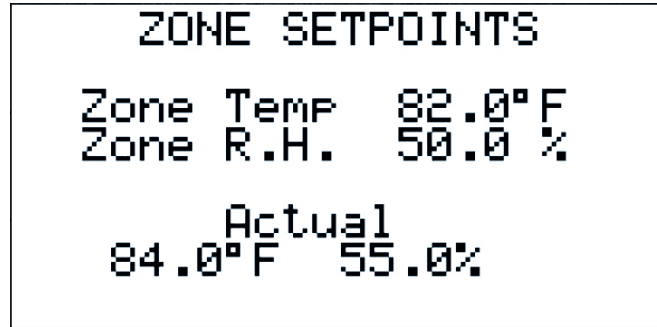 ZONE SETPOINTS
Zone Temp 82.0°F
Zone R.H. 50.0 %
Actual
84.0°F 55.0%